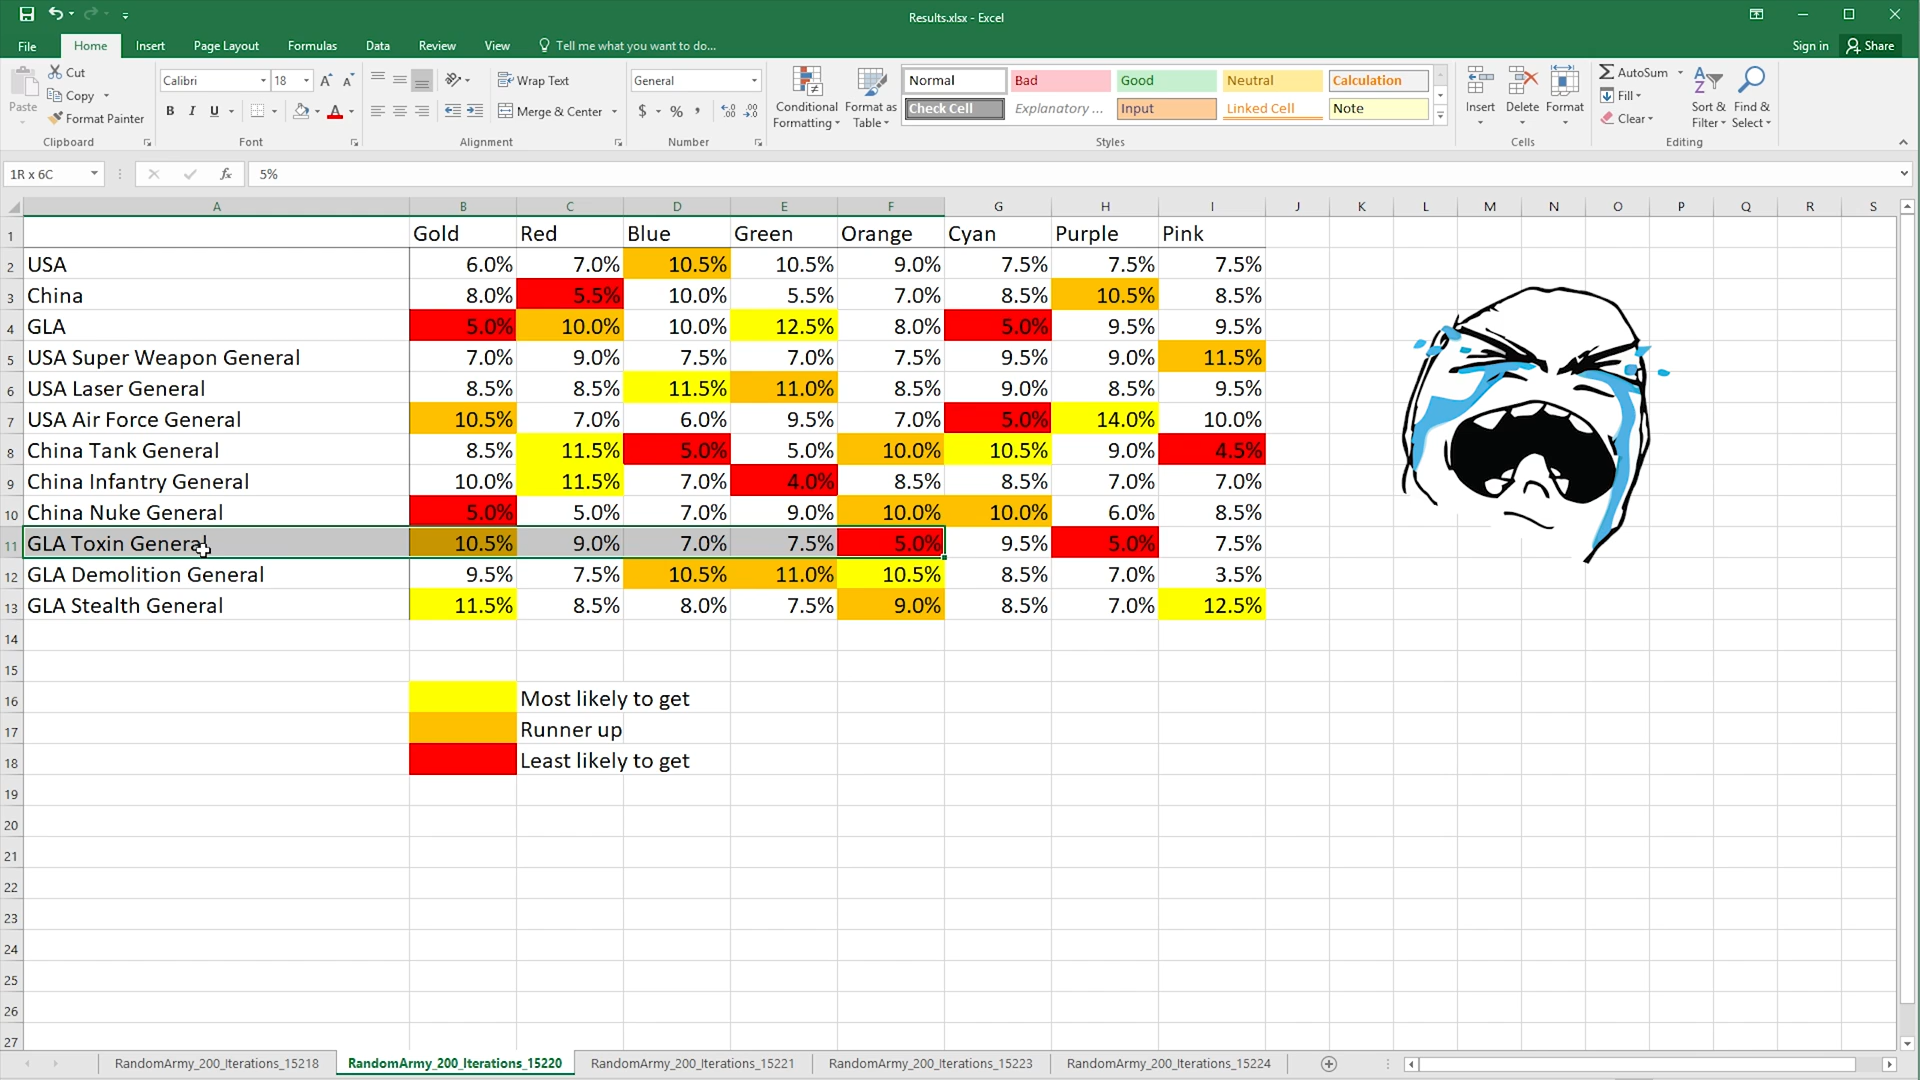 Results.xlsx - Excel
File Home Insert Page Layout Formulas Data Review View Tell me what you want to do... Sign in Share
Paste Cut Copy Format Painter
Clipboard
Calibri 18 A A
B I U A
Font
Wrap Text
Merge & Center
Alignment
General
$ % ,
Number
Conditional Formatting Format as Table
Normal Bad Good Neutral Calculation
Check Cell Explanatory ... Input Linked Cell Note
Styles
Insert Delete Format
Cells
AutoSum Fill Clear Sort & Filter Find & Select
Editing
1R x 6C fx 5%
A B C D E F G H I J K L M N O P Q R S
1 Gold Red Blue Green Orange Cyan Purple Pink
2 USA 6.0% 7.0% 10.5% 10.5% 9.0% 7.5% 7.5% 7.5%
3 China 8.0% 5.5% 10.0% 5.5% 7.0% 8.5% 10.5% 8.5%
4 GLA 5.0% 10.0% 10.0% 12.5% 8.0% 5.0% 9.5% 9.5%
5 USA Super Weapon General 7.0% 9.0% 7.5% 7.0% 7.5% 9.5% 9.0% 11.5%
6 USA Laser General 8.5% 8.5% 11.5% 11.0% 8.5% 9.0% 8.5% 9.5%
7 USA Air Force General 10.5% 7.0% 6.0% 9.5% 7.0% 5.0% 14.0% 10.0%
8 China Tank General 8.5% 11.5% 5.0% 5.0% 10.0% 10.5% 9.0% 4.5%
9 China Infantry General 10.0% 11.5% 7.0% 4.0% 8.5% 8.5% 7.0% 7.0%
10 China Nuke General 5.0% 5.0% 7.0% 9.0% 10.0% 10.0% 6.0% 8.5%
11 GLA Toxin General 10.5% 9.0% 7.0% 7.5% 5.0% 9.5% 5.0% 7.5%
12 GLA Demolition General 9.5% 7.5% 10.5% 11.0% 10.5% 8.5% 7.0% 3.5%
13 GLA Stealth General 11.5% 8.5% 8.0% 7.5% 9.0% 8.5% 7.0% 12.5%
14
15
16 Most likely to get
17 Runner up
18 Least likely to get
19
20
21
22
23
24
25
26
27
RandomArmy_200_Iterations_15218 RandomArmy_200_Iterations_15220 RandomArmy_200_Iterations_15221 RandomArmy_200_Iterations_15223 RandomArmy_200_Iterations_15224